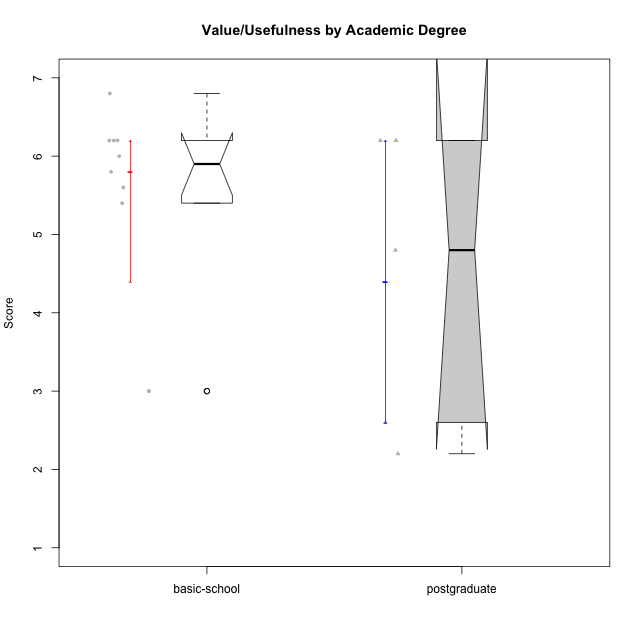 Value/Usefulness by Academic Degree
7
6
5
4
3
2
1
Score
basic-school
postgraduate